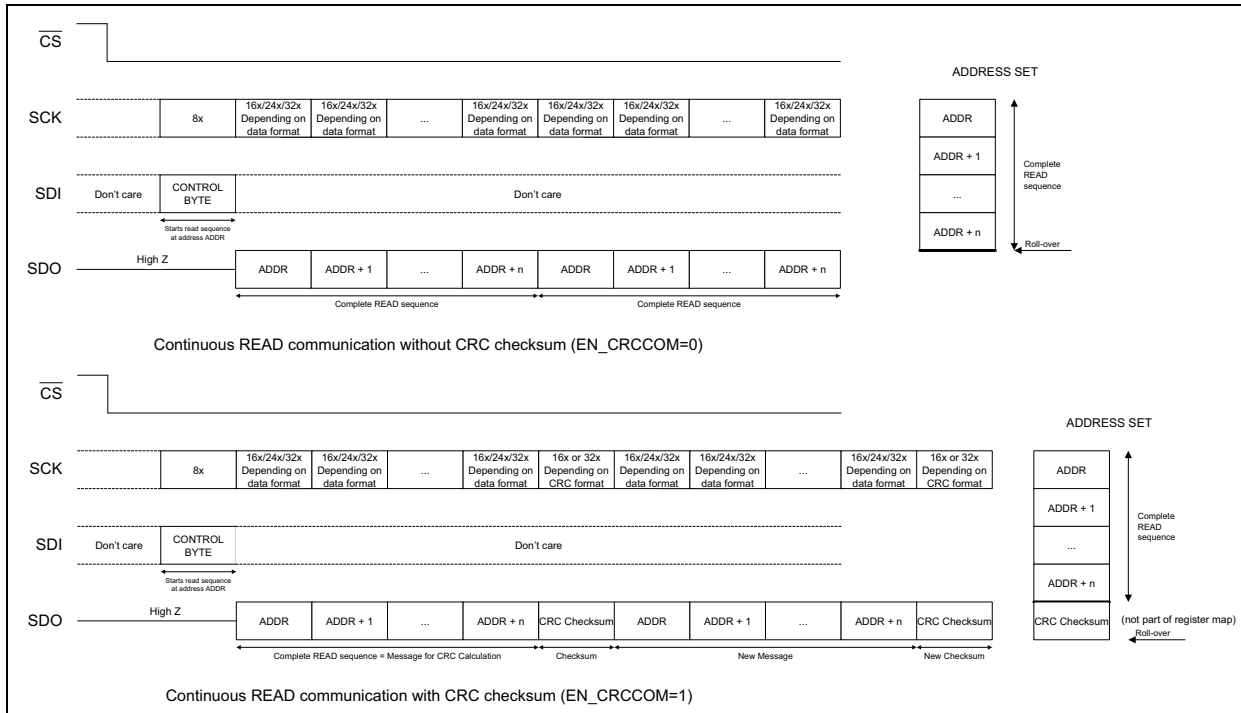 CS
ADDRESS SET
SCK
8x
16x/24x/32x
Depending on
data format
16x/24x/32x
Depending on
data format
...
16x/24x/32x
Depending on
data format
16x/24x/32x
Depending on
data format
16x/24x/32x
Depending on
data format
...
16x/24x/32x
Depending on
data format
ADDR
ADDR + 1
...
ADDR + n
Complete
READ
sequence
Roll-over
SDI
Don't care
CONTROL
BYTE
Don't care
Starts read sequence
at address ADDR
SDO
High Z
ADDR
ADDR + 1
...
ADDR + n
ADDR
ADDR + 1
...
ADDR + n
Complete READ sequence
Complete READ sequence
Continuous READ communication without CRC checksum (EN_CRCCOM=0)
CS
ADDRESS SET
SCK
8x
16x/24x/32x
Depending on
data format
16x/24x/32x
Depending on
data format
...
16x/24x/32x
Depending on
data format
16x or 32x
Depending on
CRC format
16x/24x/32x
Depending on
data format
16x/24x/32x
Depending on
data format
...
16x/24x/32x
Depending on
data format
16x or 32x
Depending on
CRC format
ADDR
ADDR + 1
...
ADDR + n
CRC Checksum
Complete
READ
sequence
(not part of register map)
Roll-over
SDI
Don't care
CONTROL
BYTE
Don't care
Starts read sequence
at address ADDR
SDO
High Z
ADDR
ADDR + 1
...
ADDR + n
CRC Checksum
ADDR
ADDR + 1
...
ADDR + n
CRC Checksum
Complete READ sequence = Message for CRC Calculation
Checksum
New Message
New Checksum
Continuous READ communication with CRC checksum (EN_CRCCOM=1)